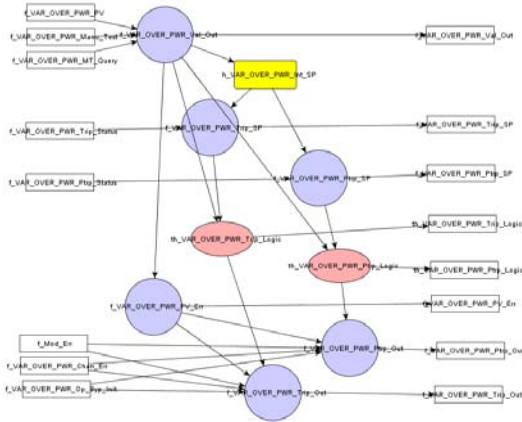 f_VAR_OVER_PWR_PV
f_VAR_OVER_PWR_Manu_Test
f_VAR_OVER_PWR_MT_Query
f_VAR_OVER_PWR_Val_Out
f_VAR_OVER_PWR_Val_Out
h_VAR_OVER_PWR_Int_SP
f_VAR_OVER_PWR_Trip_Status
f_VAR_OVER_PWR_Trip_SP
f_VAR_OVER_PWR_Trip_SP
f_VAR_OVER_PWR_Ptrp_Status
f_VAR_OVER_PWR_Ptrp_SP
f_VAR_OVER_PWR_Ptrp_SP
th_VAR_OVER_PWR_Trip_Logic
th_VAR_OVER_PWR_Trip_Logic
th_VAR_OVER_PWR_Ptrp_Logic
th_VAR_OVER_PWR_Ptrp_Logic
f_VAR_OVER_PWR_PV_Err
f_VAR_OVER_PWR_PV_Err
f_Mod_Err
f_VAR_OVER_PWR_Chan_Err
f_VAR_OVER_PWR_Op_Byp_Init
f_VAR_OVER_PWR_Ptrp_Out
f_VAR_OVER_PWR_Ptrp_Out
f_VAR_OVER_PWR_Trip_Out
f_VAR_OVER_PWR_Trip_Out